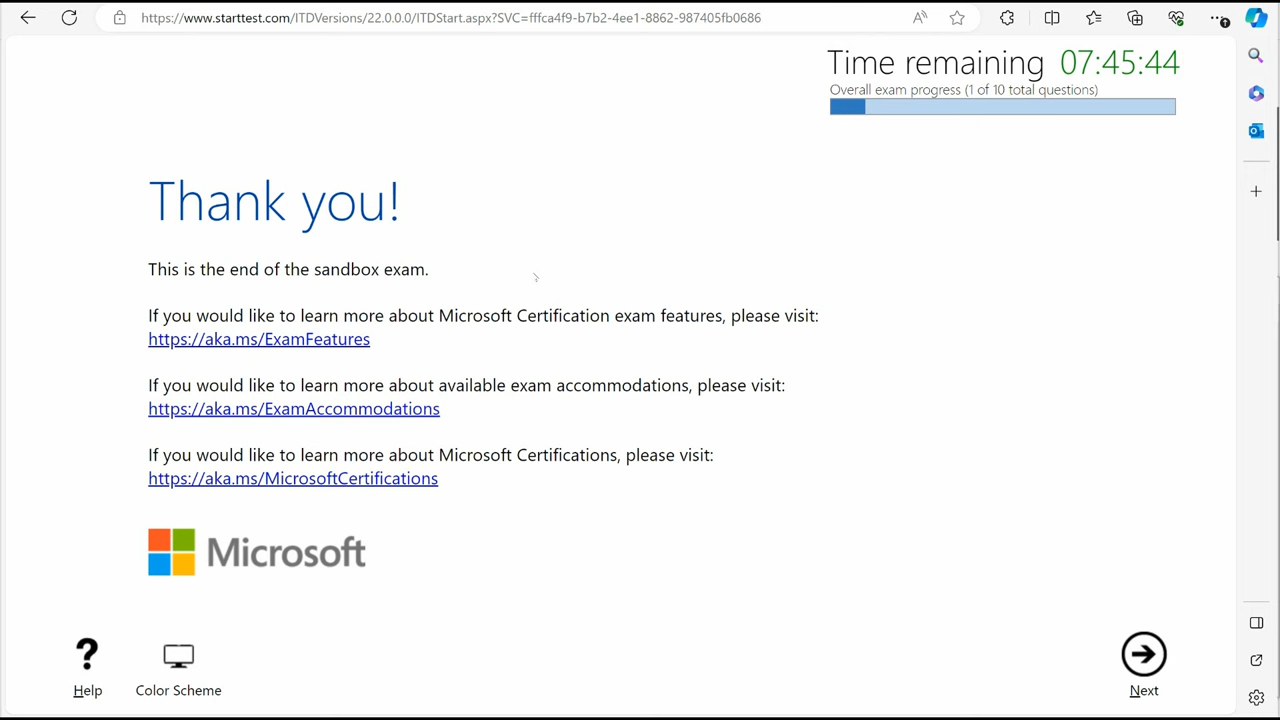 https://www.starttest.com/ITDVersions/22.0.0.0/ITDStart.aspx?SVC=fffca4f9-b7b2-4ee1-8862-987405fb0686
Time remaining 07:45:44
Overall exam progress (1 of 10 total questions)
Thank you!
This is the end of the sandbox exam.
If you would like to learn more about Microsoft Certification exam features, please visit:
https://aka.ms/ExamFeatures
If you would like to learn more about available exam accommodations, please visit:
https://aka.ms/ExamAccommodations
If you would like to learn more about Microsoft Certifications, please visit:
https://aka.ms/MicrosoftCertifications
Microsoft
Help
Color Scheme
Next